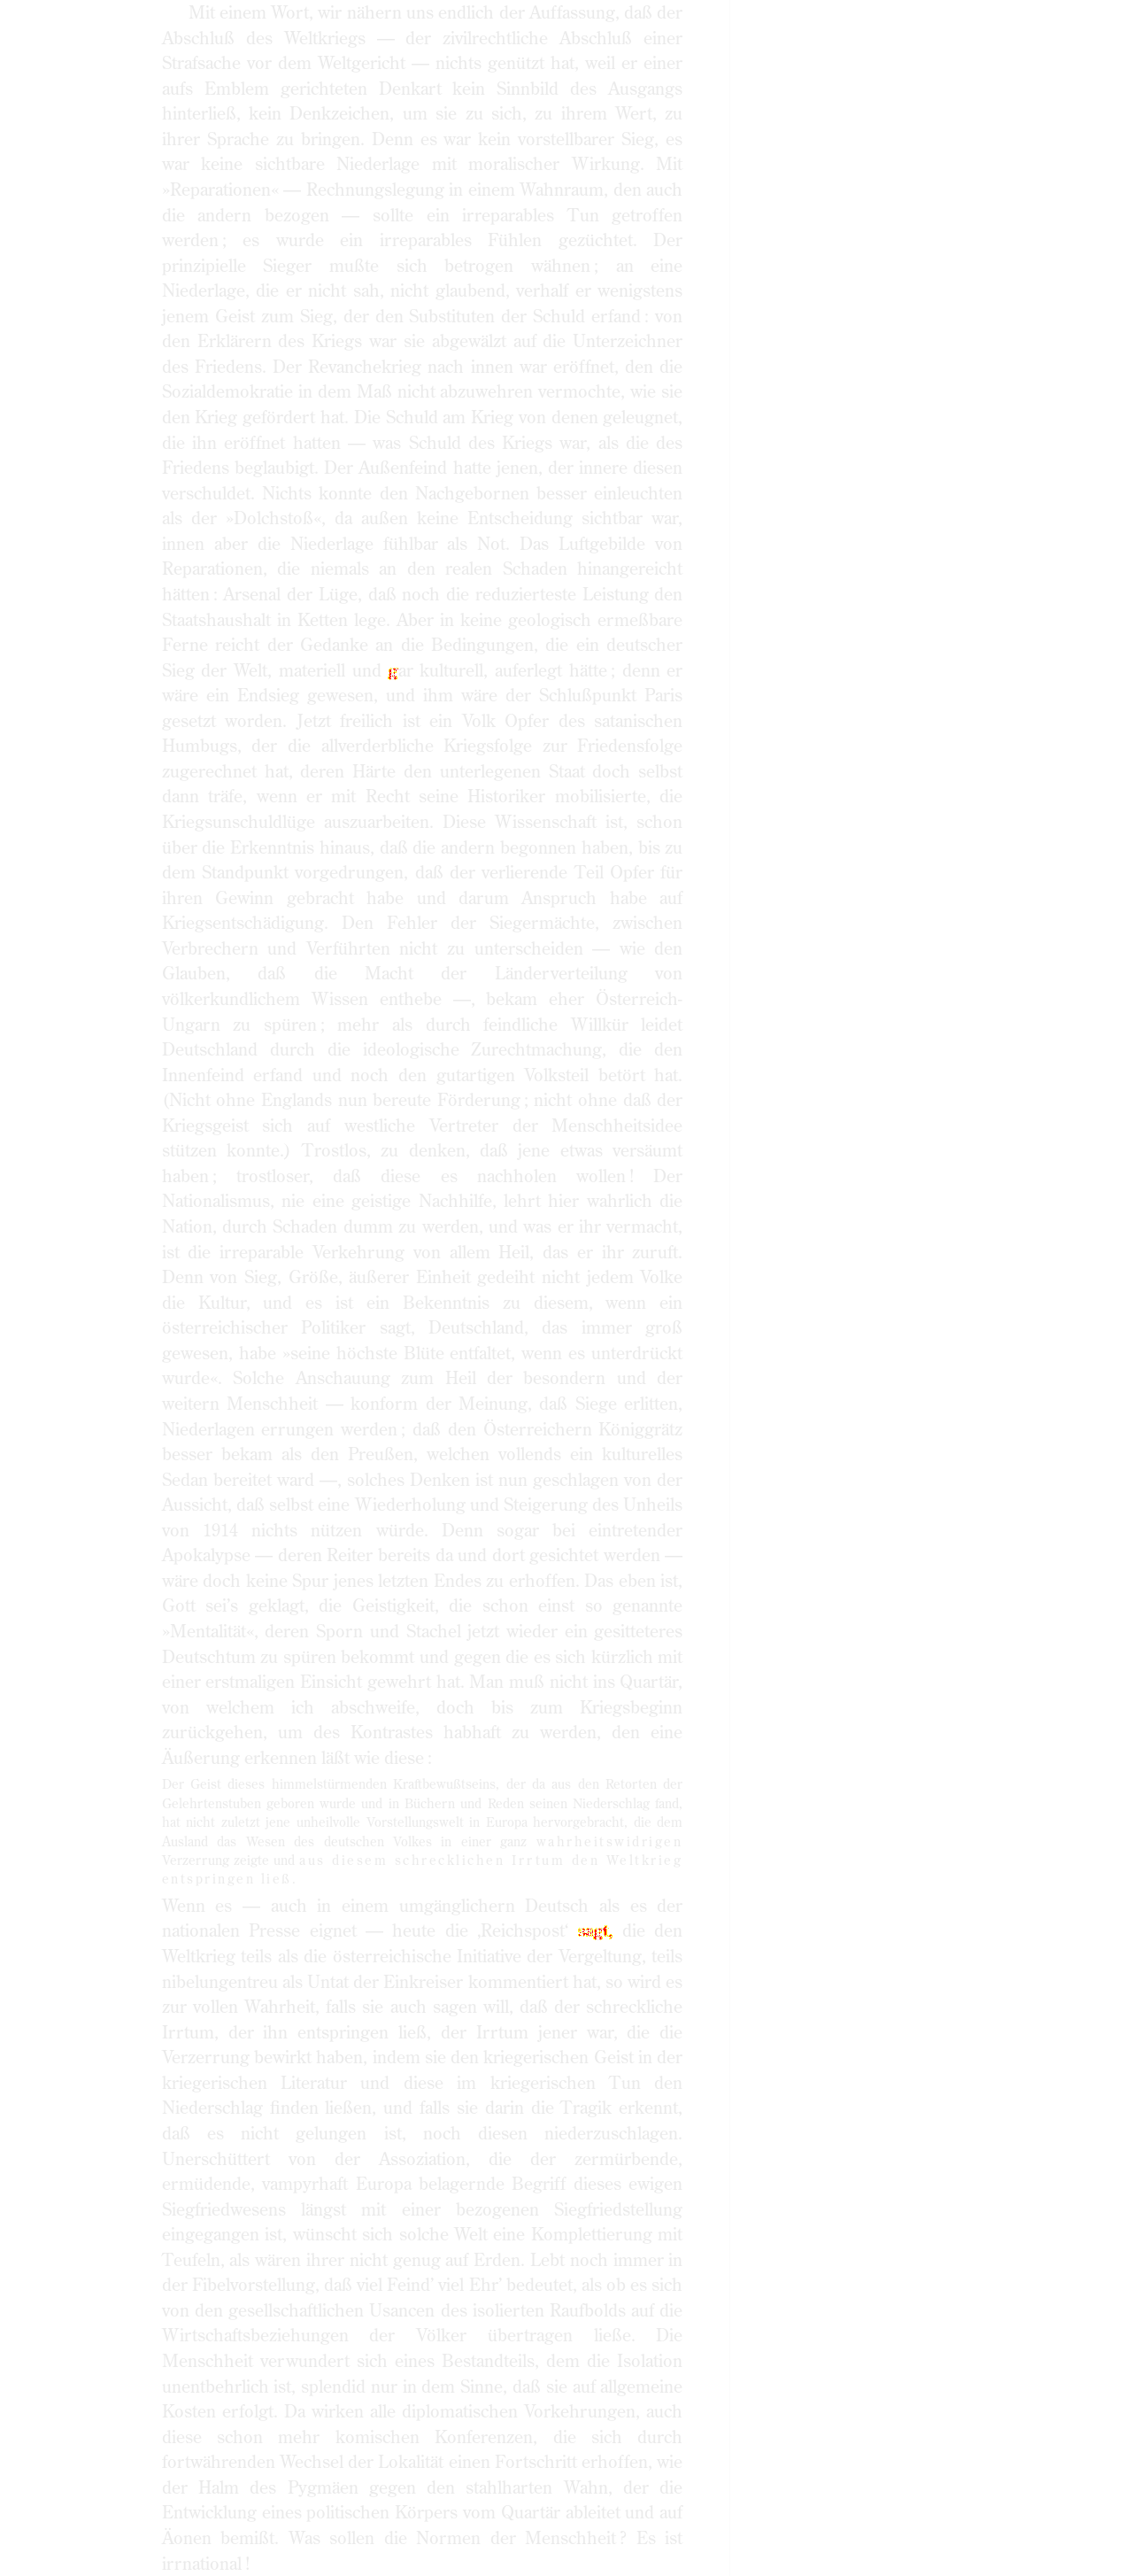 Mit einem Wort, wir nähern uns endlich der Auffassung, daß der
Abschluß des Weltkriegs — der zivilrechtliche Abschluß einer
Strafsache vor dem Weltgericht — nichts genützt hat, weil er einer
aufs Emblem gerichteten Denkart kein Sinnbild des Ausgangs
hinterließ, kein Denkzeichen, um sie zu sich, zu ihrem Wert, zu
ihrer Sprache zu bringen. Denn es war kein vorstellbarer Sieg, es
war keine sichtbare Niederlage mit moralischer Wirkung. Mit
»Reparationen« — Rechnungslegung in einem Wahnraum, den auch
die andern bezogen — sollte ein irreparables Tun getroffen
werden ; es wurde ein irreparables Fühlen gezüchtet. Der
prinzipielle Sieger mußte sich betrogen wähnen ; an eine
Niederlage, die er nicht sah, nicht glaubend, verhalf er wenigstens
jenem Geist zum Sieg, der den Substituten der Schuld erfand : von
den Erklärern des Kriegs war sie abgewälzt auf die Unterzeichner
des Friedens. Der Revanchekrieg nach innen war eröffnet, den die
Sozialdemokratie in dem Maß nicht abzuwehren vermochte, wie sie
den Krieg gefördert hat. Die Schuld am Krieg von denen geleugnet,
die ihn eröffnet hatten — was Schuld des Kriegs war, als die des
Friedens beglaubigt. Der Außenfeind hatte jenen, der innere diesen
verschuldet. Nichts konnte den Nachgebornen besser einleuchten
als der »Dolchstoß«, da außen keine Entscheidung sichtbar war,
innen aber die Niederlage fühlbar als Not. Das Luftgebilde von
Reparationen, die niemals an den realen Schaden hinangereicht
hätten : Arsenal der Lüge, daß noch die reduzierteste Leistung den
Staatshaushalt in Ketten lege. Aber in keine geologisch ermeßbare
Ferne reicht der Gedanke an die Bedingungen, die ein deutscher
Sieg der Welt, materiell und gar kulturell, auferlegt hätte ; denn er
wäre ein Endsieg gewesen, und ihm wäre der Schlußpunkt Paris
gesetzt worden. Jetzt freilich ist ein Volk Opfer des satanischen
Humbugs, der die allverderbliche Kriegsfolge zur Friedensfolge
zugerechnet hat, deren Härte den unterlegenen Staat doch selbst
dann träfe, wenn er mit Recht seine Historiker mobilisierte, die
Kriegsunschuldlüge auszuarbeiten. Diese Wissenschaft ist, schon
über die Erkenntnis hinaus, daß die andern begonnen haben, bis zu
dem Standpunkt vorgedrungen, daß der verlierende Teil Opfer für
ihren Gewinn gebracht habe und darum Anspruch habe auf
Kriegsentschädigung. Den Fehler der Siegermächte, zwischen
Verbrechern und Verführten nicht zu unterscheiden — wie den
Glauben, daß die Macht der Länderverteilung von
völkerkundlichem Wissen enthebe —, bekam eher Österreich-
Ungarn zu spüren ; mehr als durch feindliche Willkür leidet
Deutschland durch die ideologische Zurechtmachung, die den
Innenfeind erfand und noch den gutartigen Volksteil betört hat.
(Nicht ohne Englands nun bereute Förderung ; nicht ohne daß der
Kriegsgeist sich auf westliche Vertreter der Menschheitsidee
stützen konnte.) Trostlos, zu denken, daß jene etwas versäumt
haben ; trostloser, daß diese es nachholen wollen ! Der
Nationalismus, nie eine geistige Nachhilfe, lehrt hier wahrlich die
Nation, durch Schaden dumm zu werden, und was er ihr vermacht,
ist die irreparable Verkehrung von allem Heil, das er ihr zuruft.
Denn von Sieg, Größe, äußerer Einheit gedeiht nicht jedem Volke
die Kultur, und es ist ein Bekenntnis zu diesem, wenn ein
österreichischer Politiker sagt, Deutschland, das immer groß
gewesen, habe »seine höchste Blüte entfaltet, wenn es unterdrückt
wurde«. Solche Anschauung zum Heil der besondern und der
weitern Menschheit — konform der Meinung, daß Siege erlitten,
Niederlagen errungen werden ; daß den Österreichern Königgrätz
besser bekam als den Preußen, welchen vollends ein kulturelles
Sedan bereitet ward —, solches Denken ist nun geschlagen von der
Aussicht, daß selbst eine Wiederholung und Steigerung des Unheils
von 1914 nichts nützen würde. Denn sogar bei eintretender
Apokalypse — deren Reiter bereits da und dort gesichtet werden —
wäre doch keine Spur jenes letzten Endes zu erhoffen. Das eben ist,
Gott sei's geklagt, die Geistigkeit, die schon einst so genannte
»Mentalität«, deren Sporn und Stachel jetzt wieder ein gesitteteres
Deutschtum zu spüren bekommt und gegen die es sich kürzlich mit
einer erstmaligen Einsicht gewehrt hat. Man muß nicht ins Quartär,
von welchem ich abschweife, doch bis zum Kriegsbeginn
zurückgehen, um des Kontrastes habhaft zu werden, den eine
Äußerung erkennen läßt wie diese :
Der Geist dieses himmelstürmenden Kraftbewußtseins, der da aus den Retorten der
Gelehrtenstuben geboren wurde und in Büchern und Reden seinen Niederschlag fand,
hat nicht zuletzt jene unheilvolle Vorstellungswelt in Europa hervorgebracht, die dem
Ausland das Wesen des deutschen Volkes in einer ganz wahrheitswidrigen
Verzerrung zeigte und aus diesem schrecklichen Irrtum den Weltkrieg
entspringen ließ.
Wenn es — auch in einem umgänglichern Deutsch als es der
nationalen Presse eignet — heute die ‚Reichspost‘ sagt, die den
Weltkrieg teils als die österreichische Initiative der Vergeltung, teils
nibelungentreu als Untat der Einkreiser kommentiert hat, so wird es
zur vollen Wahrheit, falls sie auch sagen will, daß der schreckliche
Irrtum, der ihn entspringen ließ, der Irrtum jener war, die die
Verzerrung bewirkt haben, indem sie den kriegerischen Geist in der
kriegerischen Literatur und diese im kriegerischen Tun den
Niederschlag finden ließen, und falls sie darin die Tragik erkennt,
daß es nicht gelungen ist, noch diesen niederzuschlagen.
Unerschüttert von der Assoziation, die der zermürbende,
ermüdende, vampyrhaft Europa belagernde Begriff dieses ewigen
Siegfriedwesens längst mit einer bezogenen Siegfriedstellung
eingegangen ist, wünscht sich solche Welt eine Komplettierung mit
Teufeln, als wären ihrer nicht genug auf Erden. Lebt noch immer in
der Fibelvorstellung, daß viel Feind' viel Ehr' bedeutet, als ob es sich
von den gesellschaftlichen Usancen des isolierten Raufbolds auf die
Wirtschaftsbeziehungen der Völker übertragen ließe. Die
Menschheit verwundert sich eines Bestandteils, dem die Isolation
unentbehrlich ist, splendid nur in dem Sinne, daß sie auf allgemeine
Kosten erfolgt. Da wirken alle diplomatischen Vorkehrungen, auch
diese schon mehr komischen Konferenzen, die sich durch
fortwährenden Wechsel der Lokalität einen Fortschritt erhoffen, wie
der Halm des Pygmäen gegen den stahlharten Wahn, der die
Entwicklung eines politischen Körpers vom Quartär ableitet und auf
Äonen bemißt. Was sollen die Normen der Menschheit ? Es ist
irrnational !